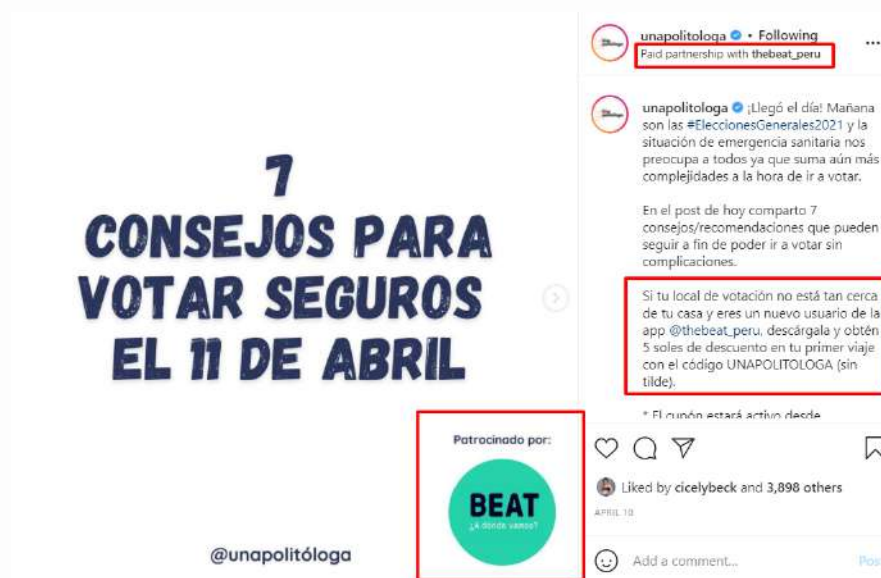 7
CONSEJOS PARA
VOTAR SEGUROS
EL 11 DE ABRIL
Patrocinado por:
BEAT
¿A dónde vamos?
@unapolitóloga
unapolitologa • Following
Paid partnership with thebeat_peru
unapolitologa ¡Llegó el día! Mañana
son las #EleccionesGenerales2021 y la
situación de emergencia sanitaria nos
preocupa a todos ya que suma aún más
complejidades a la hora de ir a votar.
En el post de hoy comparto 7
consejos/recomendaciones que pueden
seguir a fin de poder ir a votar sin
complicaciones.
Si tu local de votación no está tan cerca
de tu casa y eres un nuevo usuario de la
app @thebeat_peru, descárgala y obtén
5 soles de descuento en tu primer viaje
con el código UNAPOLITOLOGA (sin
tilde).
* El cupón estará activo desde
Liked by cicelybeck and 3,898 others
APRIL 10
Add a comment...
Post